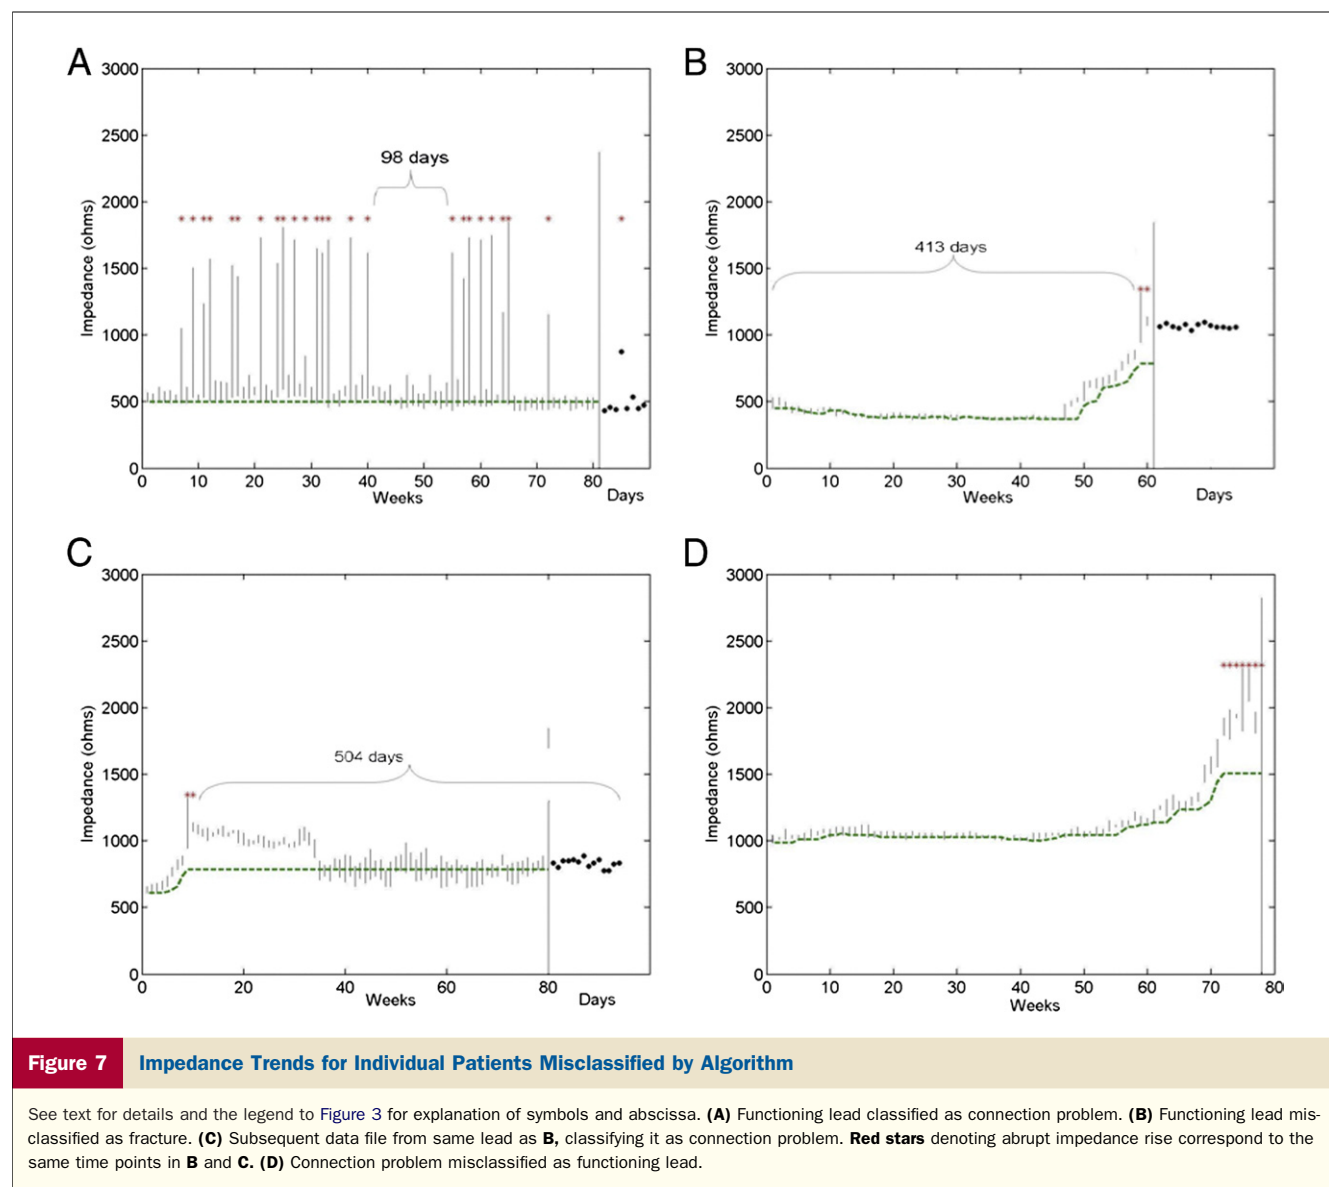 A
3000
2500
2000
1500
1000
500
0
Impedance (ohms)
98 days
0 10 20 30 40 50 60 70 80
Weeks Days
B
3000
2500
2000
1500
1000
500
0
Impedance (ohms)
413 days
0 10 20 30 40 50 60
Weeks Days
C
3000
2500
2000
1500
1000
500
0
Impedance (ohms)
504 days
0 20 40 60 80
Weeks Days
D
3000
2500
2000
1500
1000
500
0
Impedance (ohms)
0 10 20 30 40 50 60 70 80
Weeks
Figure 7 Impedance Trends for Individual Patients Misclassified by Algorithm
See text for details and the legend to Figure 3 for explanation of symbols and abscissa. (A) Functioning lead classified as connection problem. (B) Functioning lead mis-
classified as fracture. (C) Subsequent data file from same lead as B, classifying it as connection problem. Red stars denoting abrupt impedance rise correspond to the
same time points in B and C. (D) Connection problem misclassified as functioning lead.